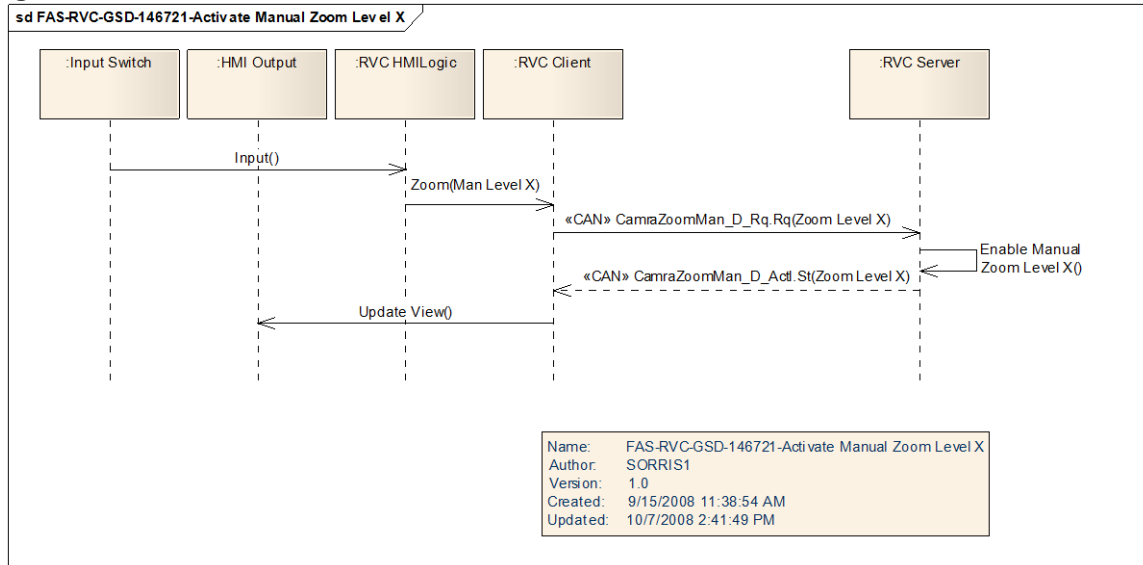 sd FAS-RVC-GSD-146721-Activate Manual Zoom Level X
:Input Switch
:HMI Output
:RVC HMILogic
:RVC Client
:RVC Server
Input()
Zoom(Man Level X)
«CAN» CamraZoomMan_D_Rq.Rq(Zoom Level X)
Enable Manual
Zoom Level X()
«CAN» CamraZoomMan_D_Actl.St(Zoom Level X)
Update View()
Name: FAS-RVC-GSD-146721-Activate Manual Zoom Level X
Author: SORRIS1
Version: 1.0
Created: 9/15/2008 11:38:54 AM
Updated: 10/7/2008 2:41:49 PM